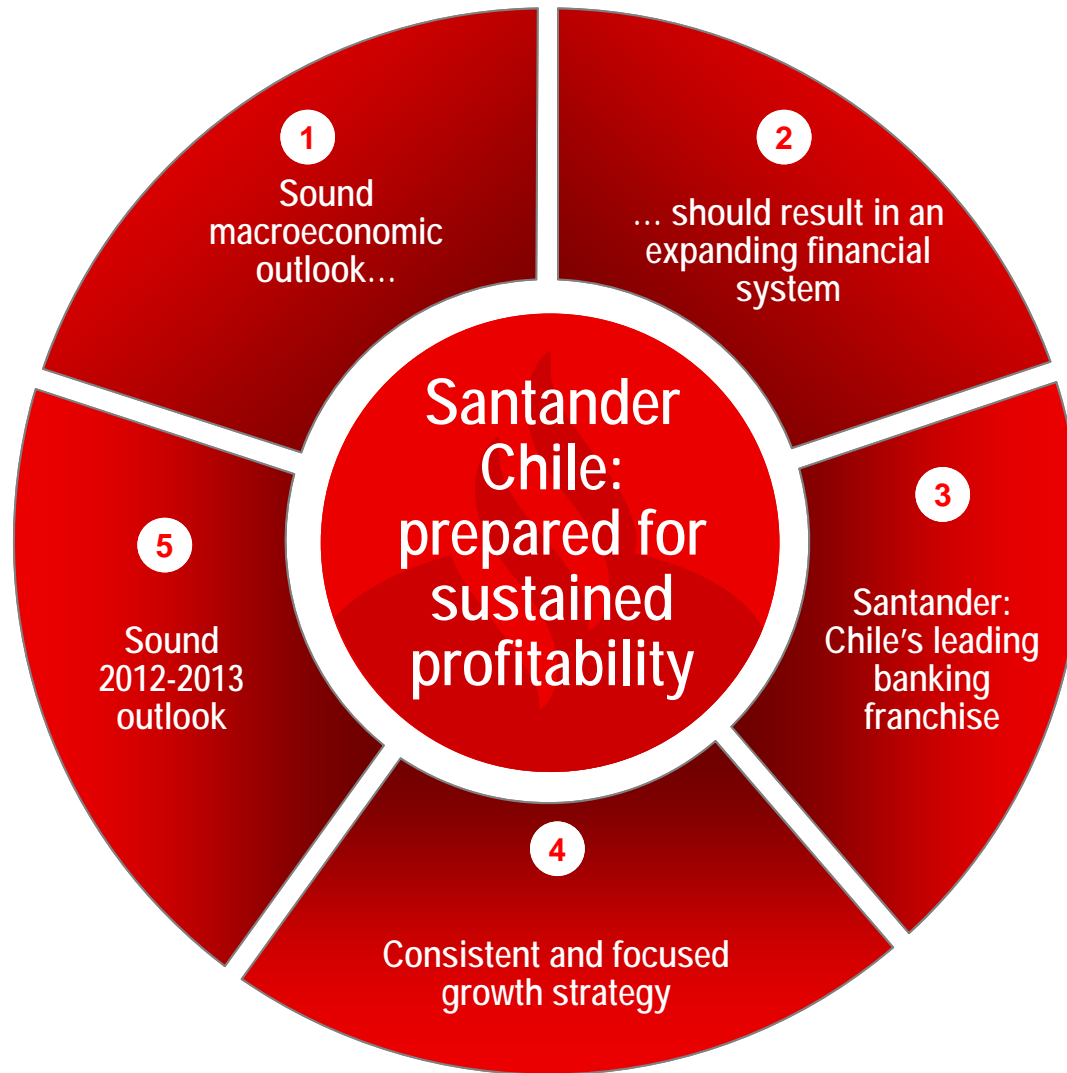 1
Sound
macroeconomic
outlook…
2
… should result in an
expanding financial
system
3
Santander:
Chile’s leading
banking
franchise
4
Consistent and focused
growth strategy
5
Sound
2012-2013
outlook
Santander
Chile:
prepared for
sustained
profitability